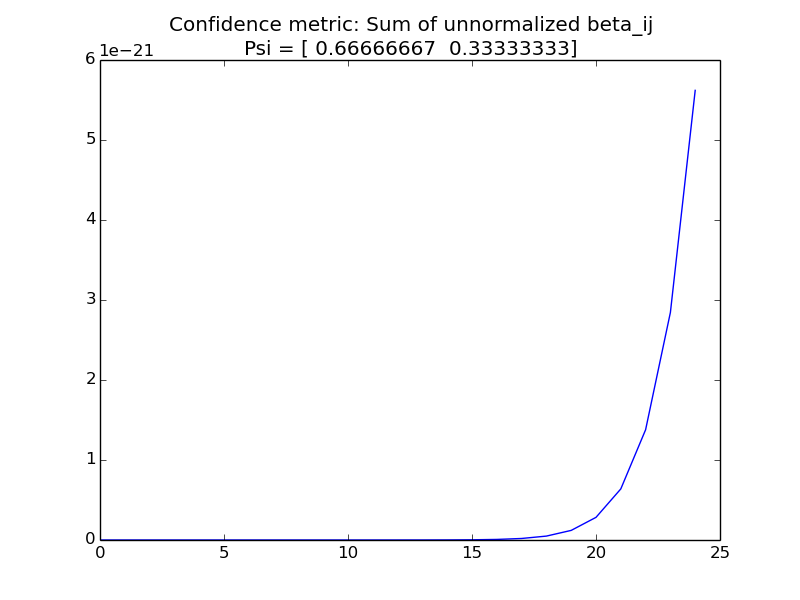 Confidence metric: Sum of unnormalized beta_ij
Psi = [ 0.66666667  0.33333333]
1e−21
6
5
4
3
2
1
0
0 5 10 15 20 25